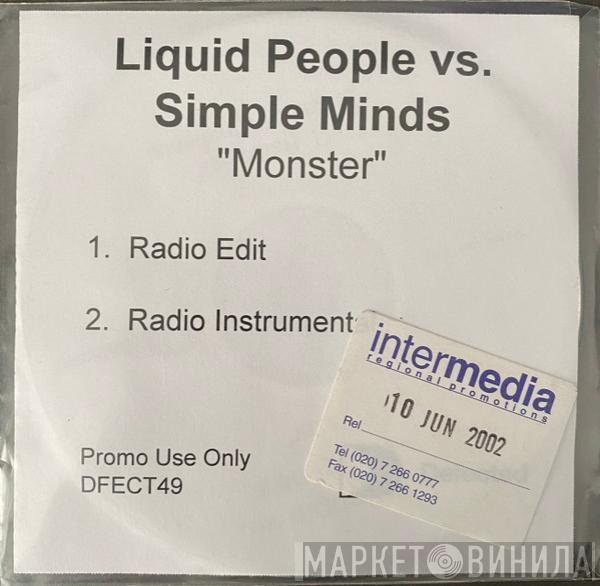 Liquid People vs.
Simple Minds
"Monster"
1. Radio Edit
2. Radio Instrument
intermedia
regional promotions
10 JUN 2002
Rel
Tel (020) 7 266 0777
Fax (020) 7 266 1293
Promo Use Only
DFECT49
МАРКЕТ ВИНИЛА